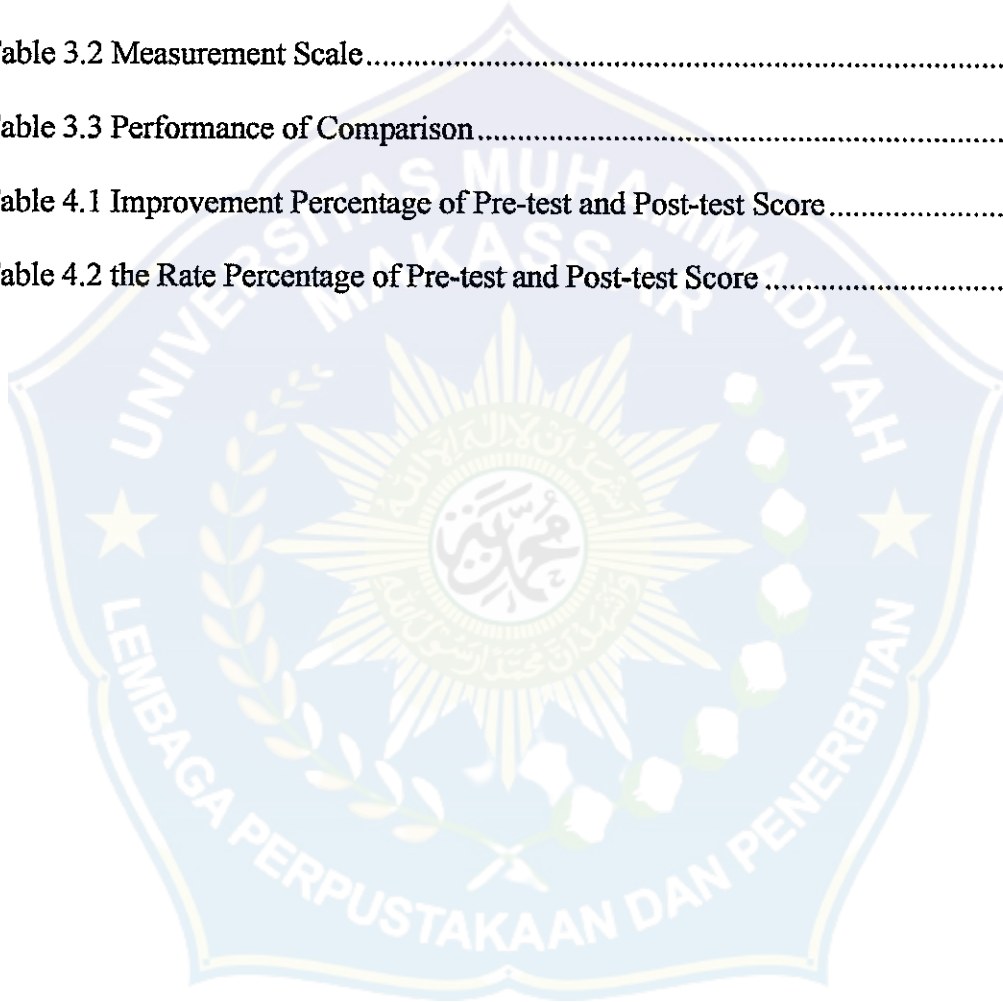 able 3.2 Measurement Scale................................................................................
able 3.3 Performance of Comparison..................................................................
able 4.1 Improvement Percentage of Pre-test and Post-test Score.....................
able 4.2 the Rate Percentage of Pre-test and Post-test Score .............................
UNIVERSITAS MUHAMMADIYAH
MAKASSAR
LEMBAGA PERPUSTAKAAN DAN PENERBITAN